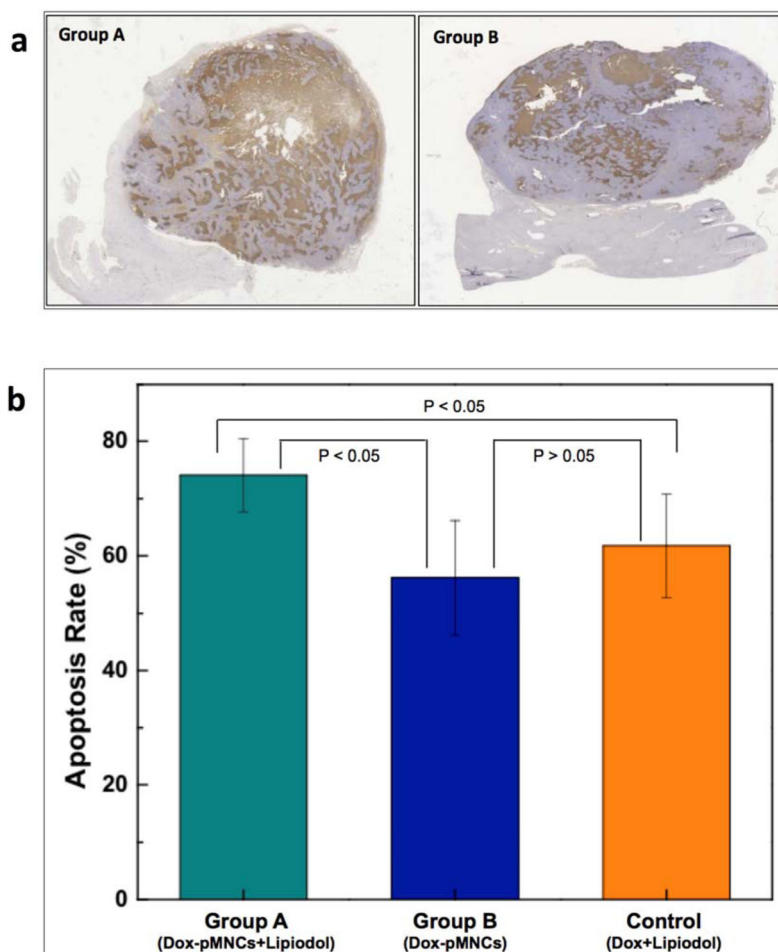 a
Group A
Group B
b
P < 0.05
P < 0.05
P > 0.05
80
60
40
20
0
Apoptosis Rate (%)
Group A
(Dox-pMNCs+Lipiodol)
Group B
(Dox-pMNCs)
Control
(Dox+Lipiodol)